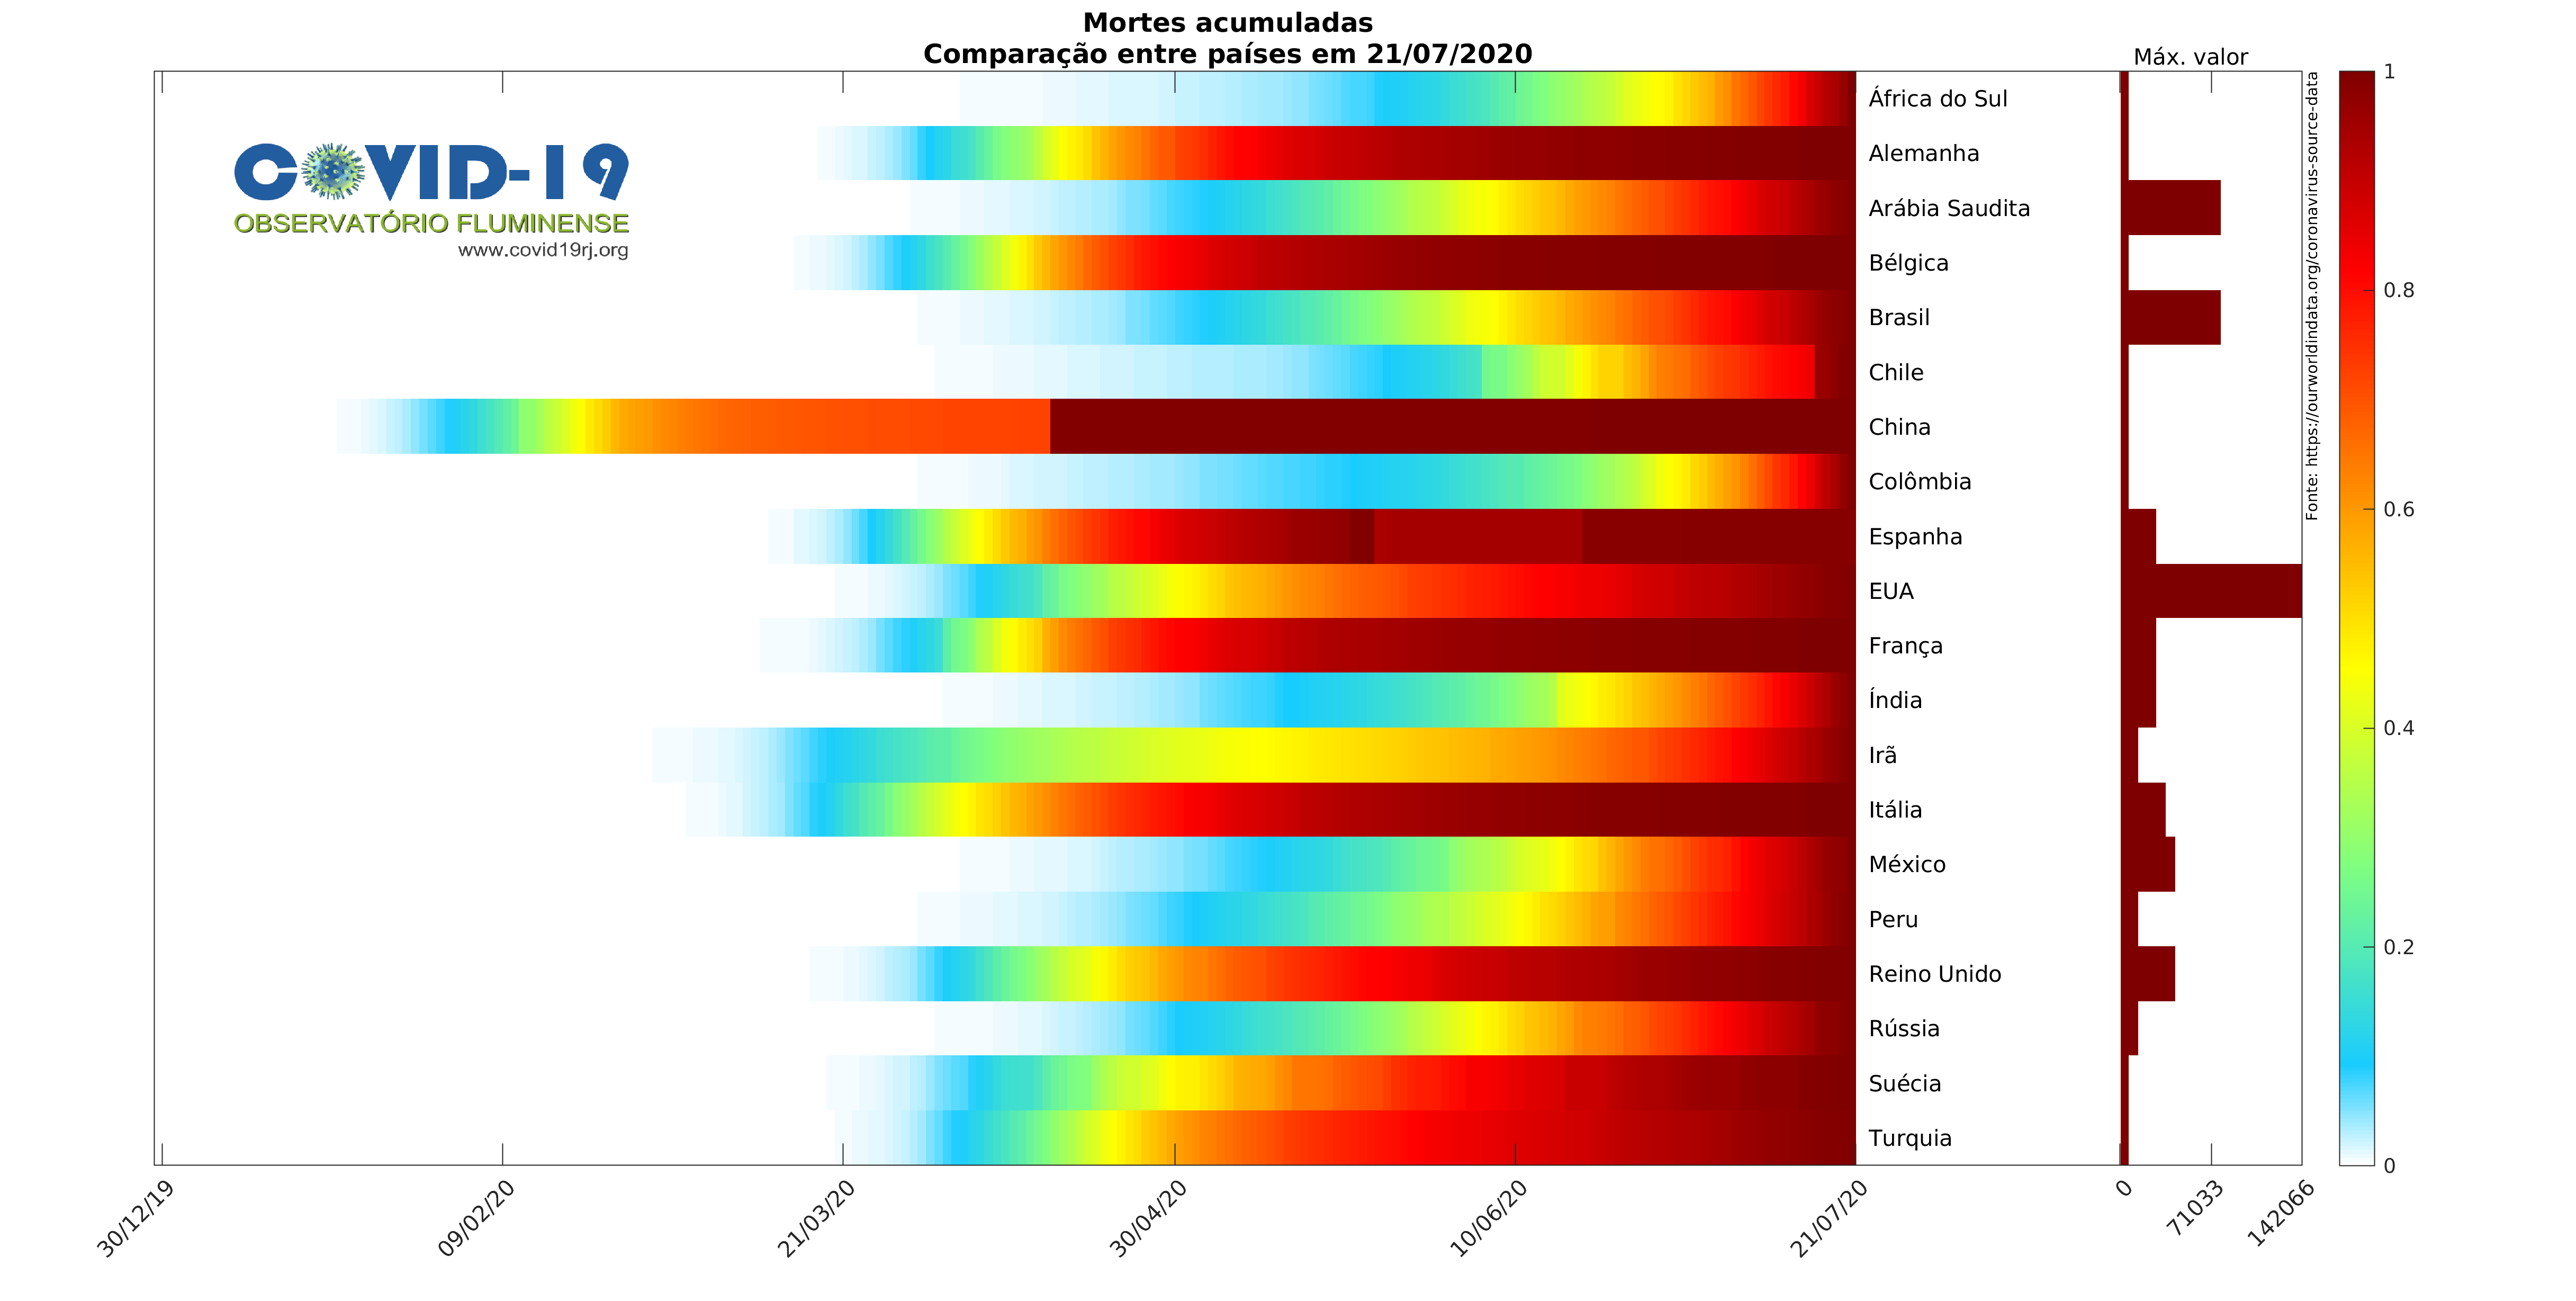 Mortes acumuladas
Comparação entre países em 21/07/2020
Máx. valor
COVID-19
OBSERVATÓRIO FLUMINENSE
www.covid19rj.org
África do Sul
Alemanha
Arábia Saudita
Bélgica
Brasil
Chile
China
Colômbia
Espanha
EUA
França
Índia
Irã
Itália
México
Peru
Reino Unido
Rússia
Suécia
Turquia
Fonte: https://ourworldindata.org/coronavirus-source-data
1
0.8
0.6
0.4
0.2
0
30/12/19
09/02/20
21/03/20
30/04/20
10/06/20
21/07/20
0
71033
142066